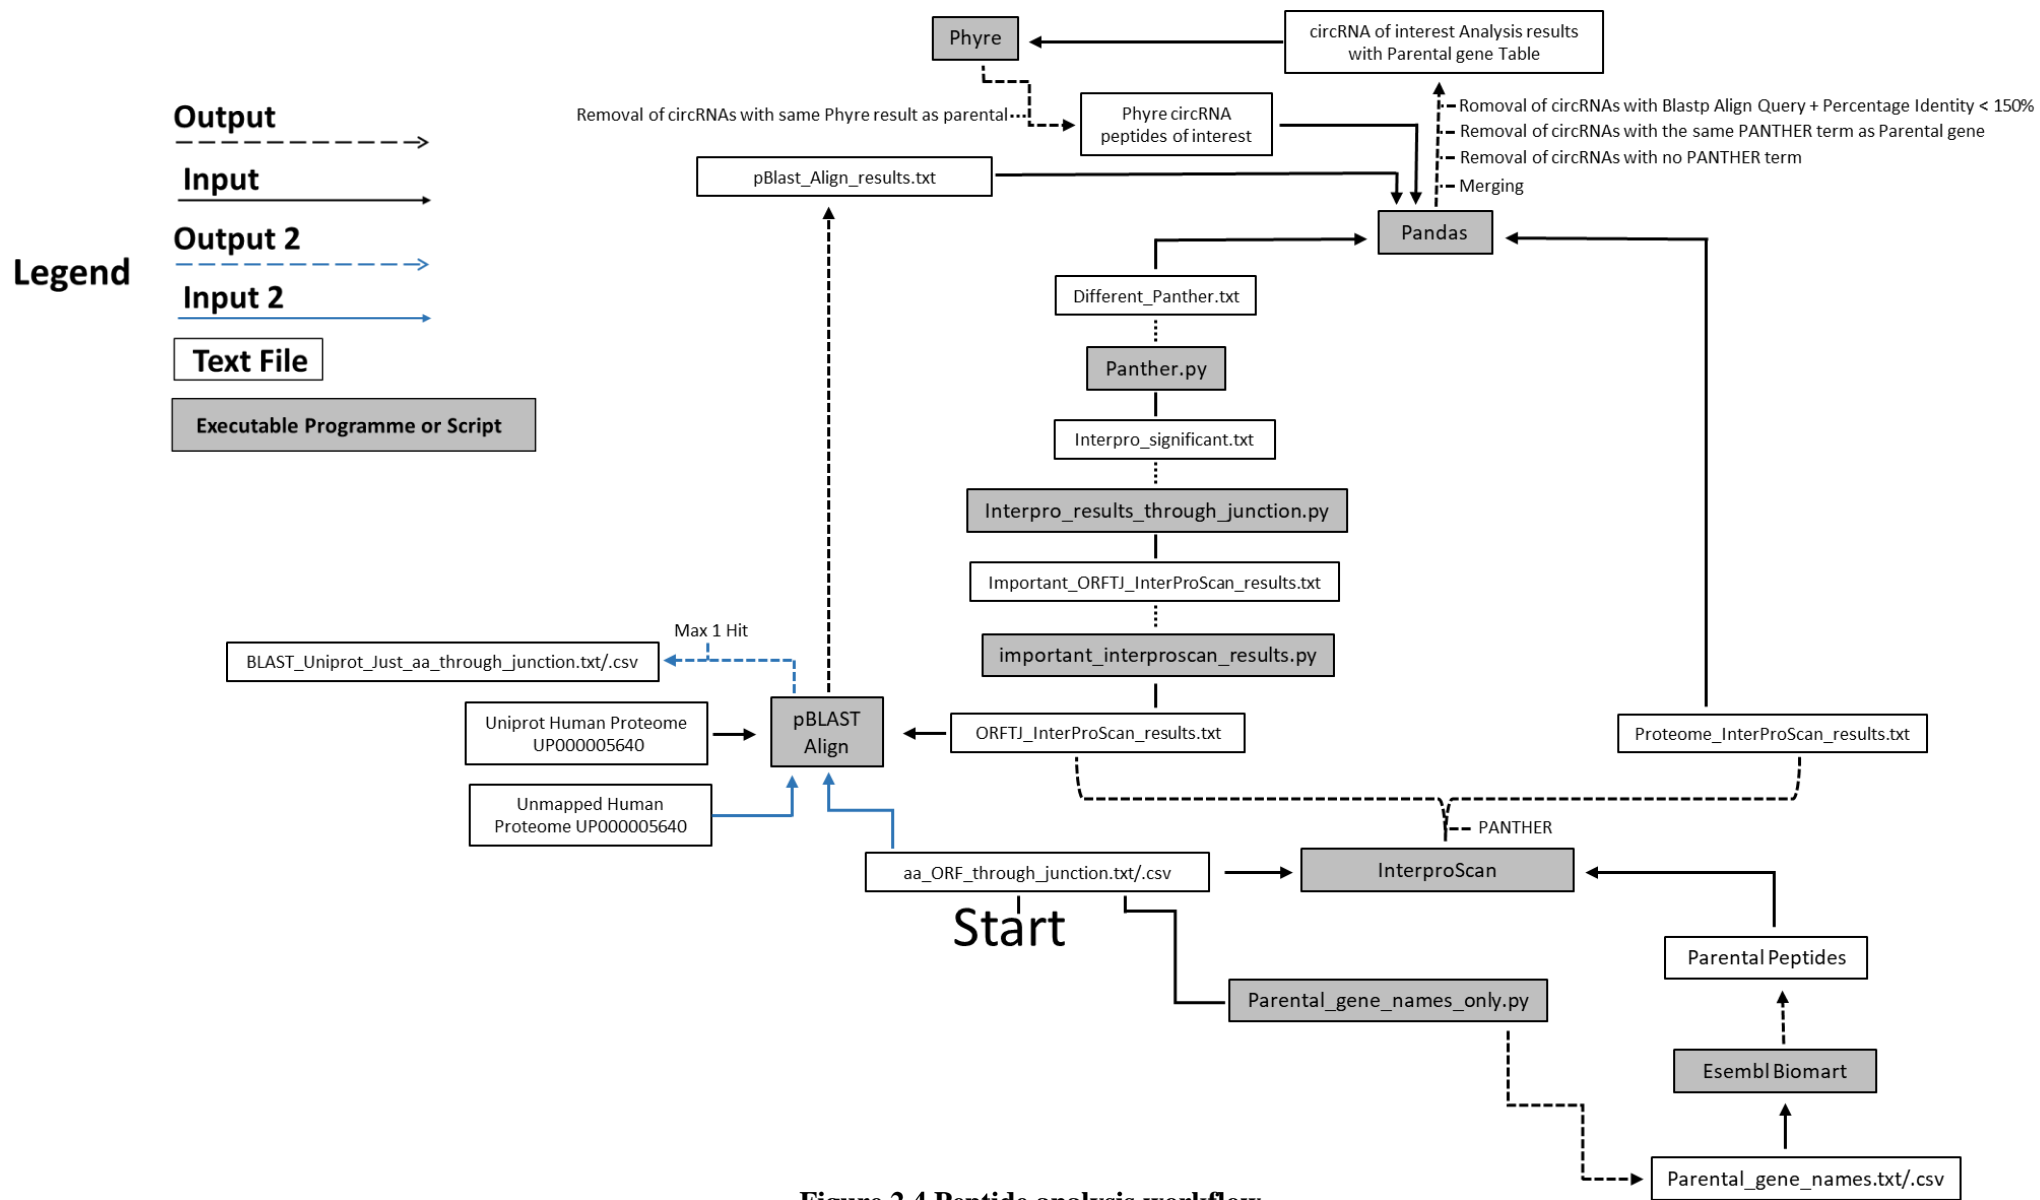 Phyre
circRNA of interest Analysis results
with Parental gene Table
Output
Input
Output 2
Input 2
Legend
Text File
Executable Programme or Script
Removal of circRNAs with same Phyre result as parental
Phyre circRNA
peptides of interest
Romoval of circRNAs with Blastp Align Query + Percentage Identity < 150%
Removal of circRNAs with the same PANTHER term as Parental gene
Removal of circRNAs with no PANTHER term
Merging
pBlast_Align_results.txt
Pandas
Different_Panther.txt
Panther.py
Interpro_significant.txt
Interpro_results_through_junction.py
Important_ORFTJ_InterProScan_results.txt
important_interproscan_results.py
Max 1 Hit
BLAST_Uniprot_Just_aa_through_junction.txt/.csv
Uniprot Human Proteome
UP000005640
pBLAST
Align
ORFTJ_InterProScan_results.txt
Proteome_InterProScan_results.txt
Unmapped Human
Proteome UP000005640
PANTHER
aa_ORF_through_junction.txt/.csv
InterproScan
Start
Parental Peptides
Parental_gene_names_only.py
Esembl Biomart
Parental_gene_names.txt/.csv
Figure 2.4 Peptide analysis workflow